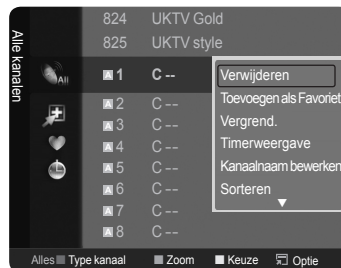 Alle kanalen
824 UKTV Gold
825 UKTV style
All
A 1 C --
A 2 C --
A 3 C --
A 4 C --
A 5 C --
A 6 C --
A 7 C --
A 8 C --
Verwijderen
Toevoegen als Favoriet
Vergrend.
Timerweergave
Kanaalnaam bewerken
Sorteren
Alles Type kanaal Zoom Keuze Optie